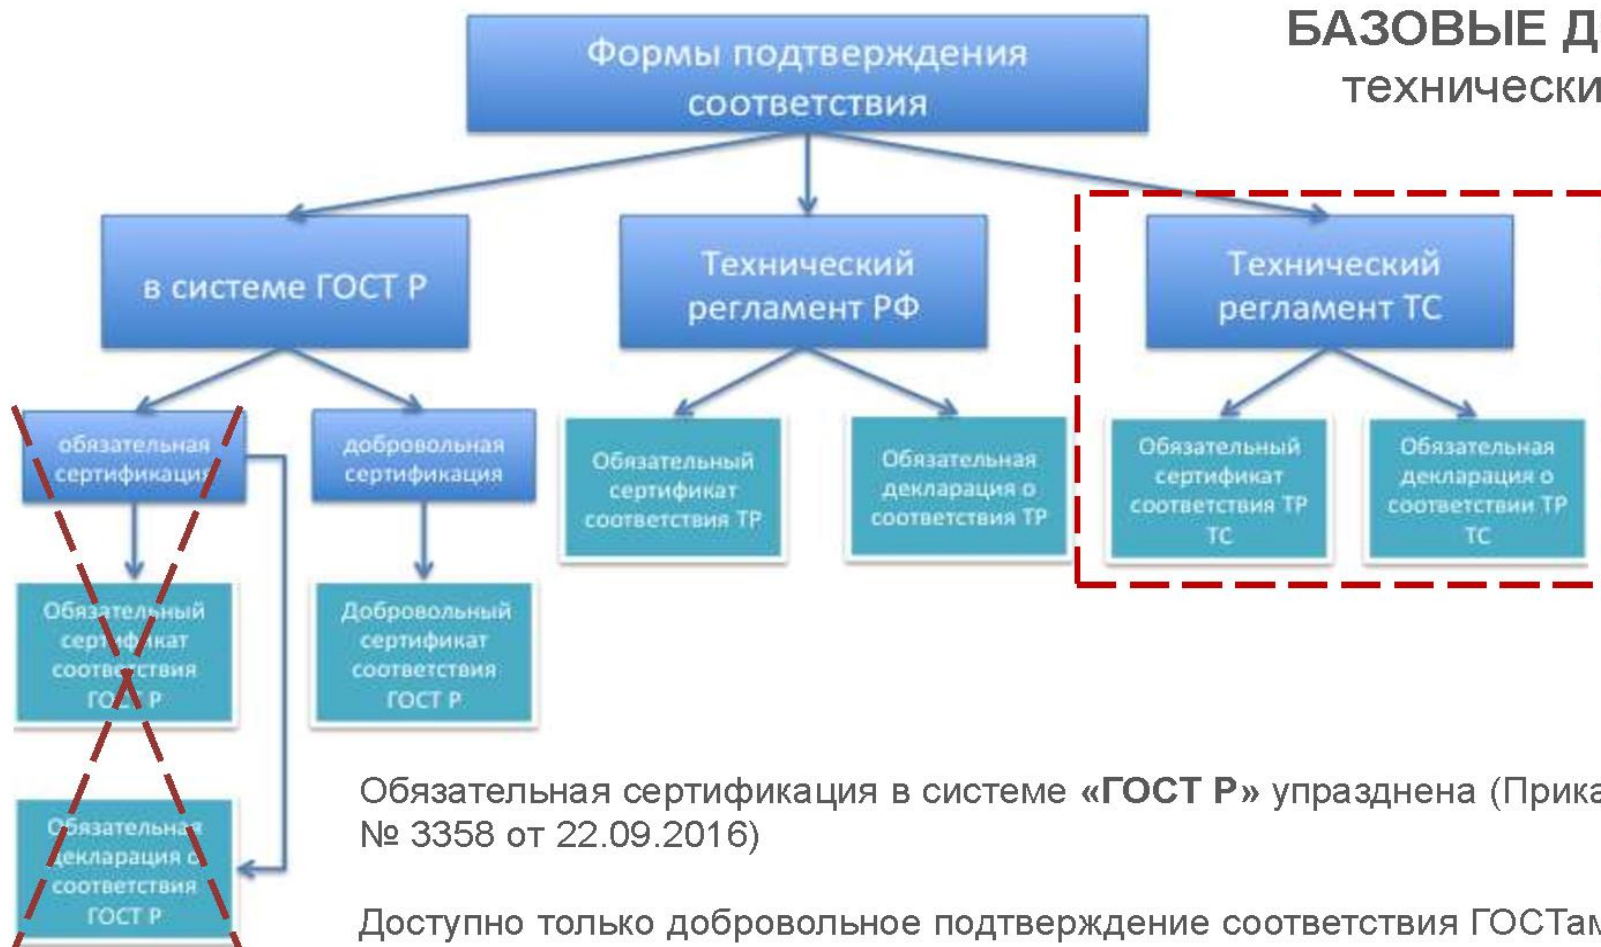 БАЗОВЫЕ
Формы подтверждения
соответствия
в системе ГОСТ Р
Технический
регламент РФ
Технический
регламент ТС
обязательная
сертификация
добровольная
сертификация
Обязательный
сертификат
соответствия ТР
Обязательная
декларация о
соответствия ТР
Обязательный
сертификат
соответствия ТР
ТС
Обязательная
декларация о
соответствии ТР
ТС
Обязательный
сертификат
соответствия
ГОСТ Р
Добровольный
сертификат
соответствия
ГОСТ Р
Обязательная
декларация о
соответствия
ГОСТ Р
Обязательная сертификация в системе «ГОСТ Р» упразднена
№ 3358 от 22.09.2016)
Доступно только добровольное подтверждение соответствия